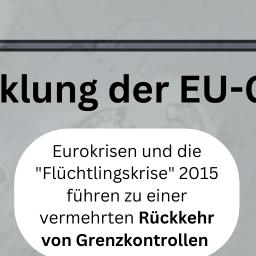 klung der EU-
Eurokrisen und die
"Flüchtlingskrise" 2015
führen zu einer
vermehrten Rückkehr
von Grenzkontrollen